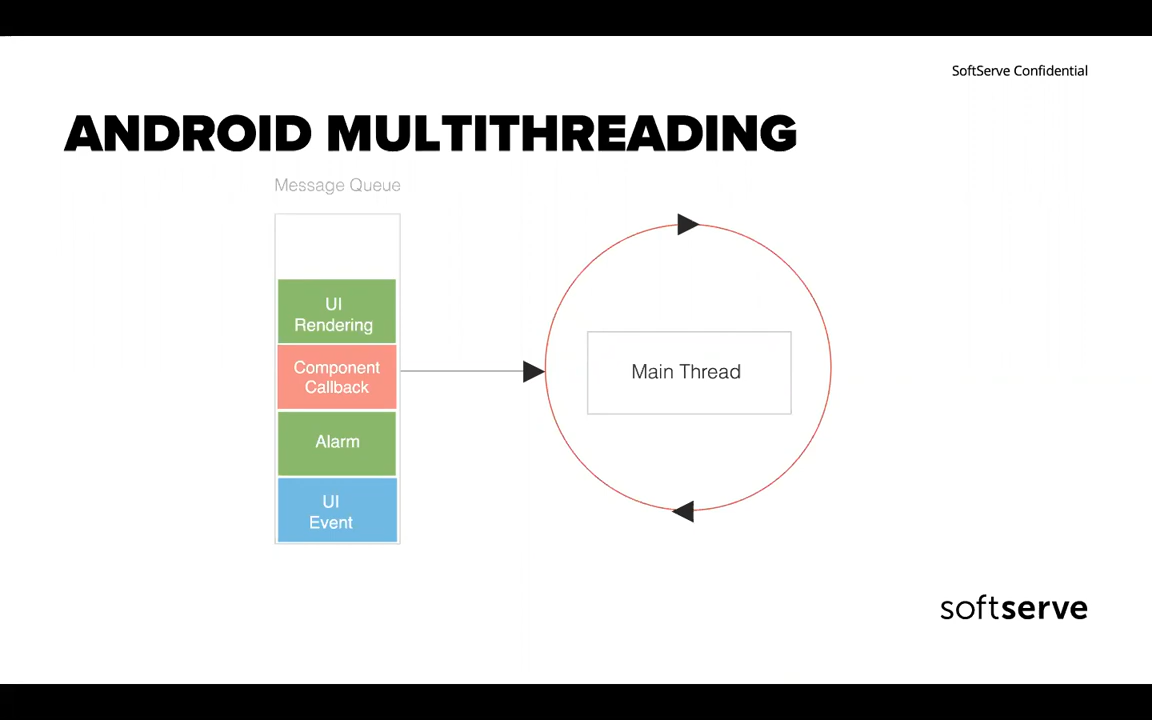 SoftServe Confidential
ANDROID MULTITHREADING
Message Queue
UI
Rendering
Component
Callback
Alarm
UI
Event
Main Thread
softserve